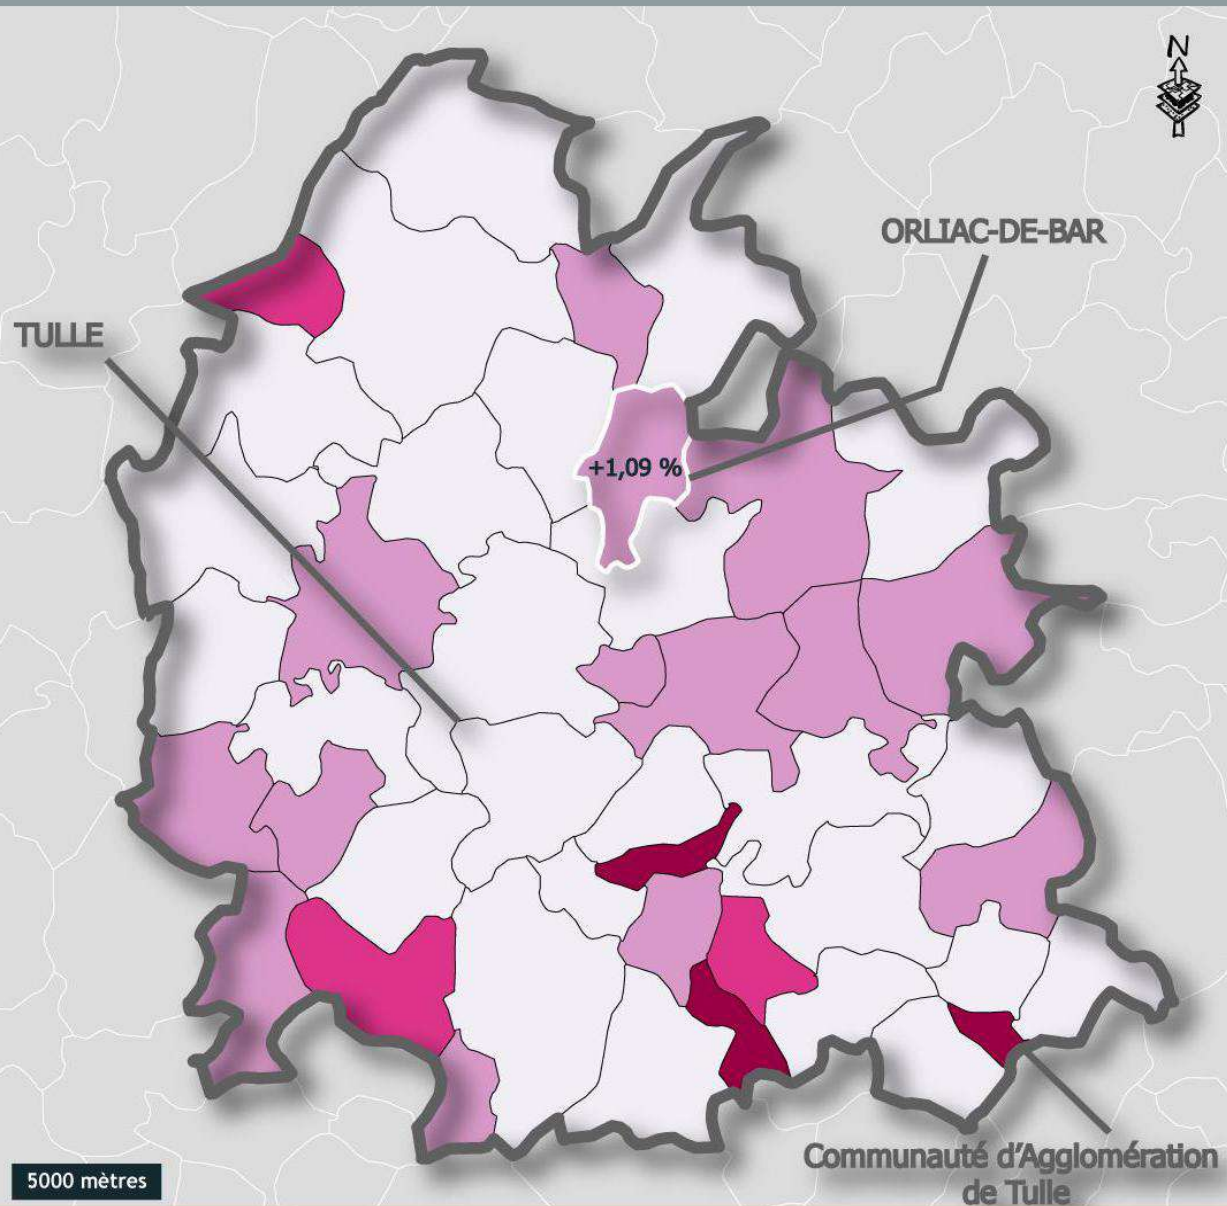 N
ORLIAC-DE-BAR
TULLE
+1,09 %
Communauté d'Agglomération
de Tulle
5000 mètres